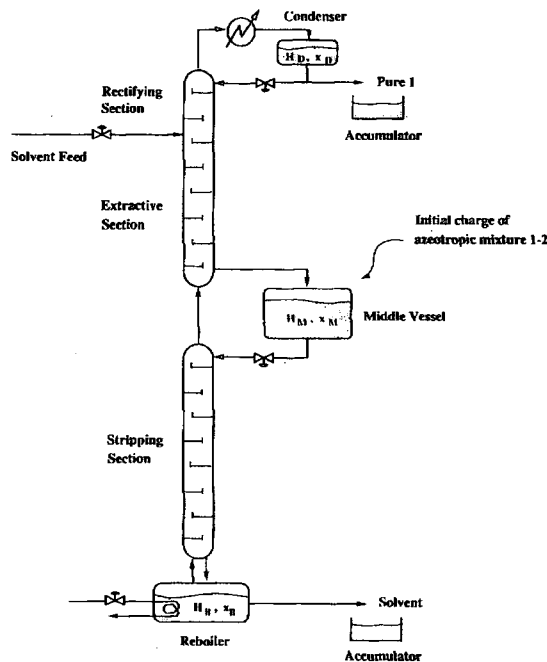 Condenser
H_D, x_D
Rectifying
Section
Pure 1
Accumulator
Solvent Feed
Extractive
Section
Initial charge of
azeotropic mixture 1-2
H_M, x_M
Middle Vessel
Stripping
Section
H_B, x_B
Reboiler
Solvent
Accumulator